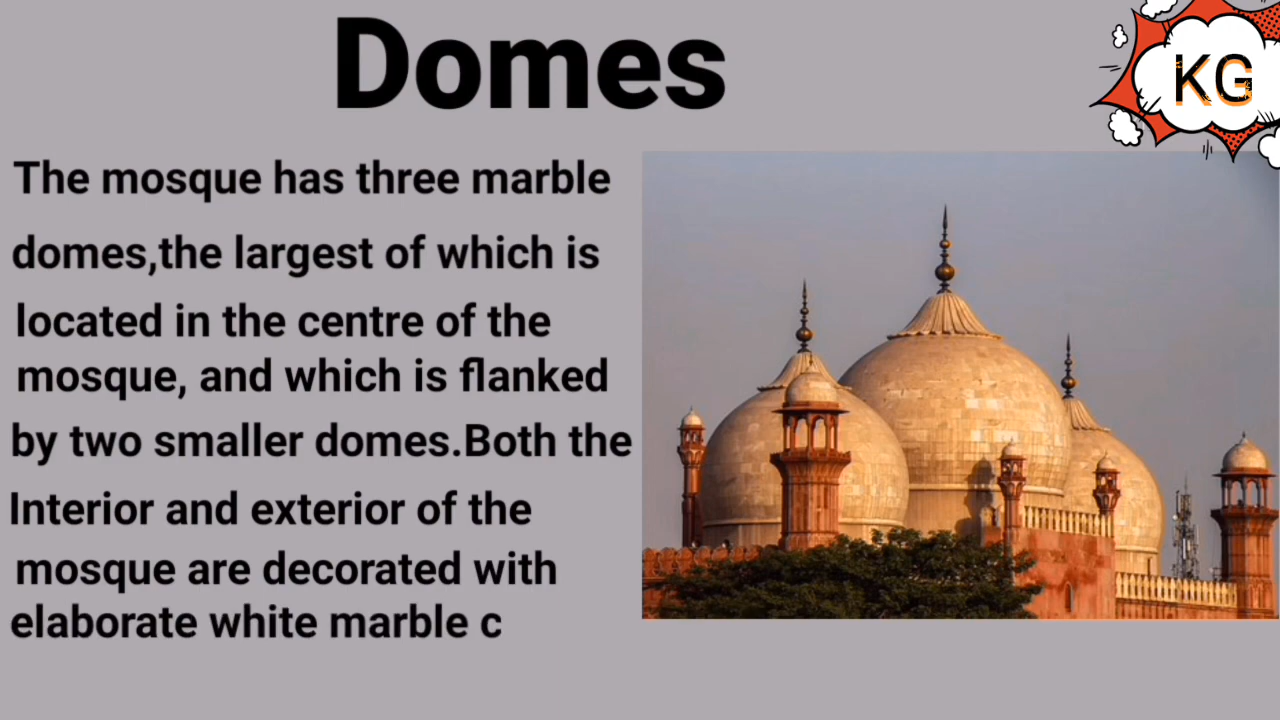 Domes
KG
The mosque has three marble
domes,the largest of which is
located in the centre of the
mosque, and which is flanked
by two smaller domes.Both the
Interior and exterior of the
mosque are decorated with
elaborate white marble c